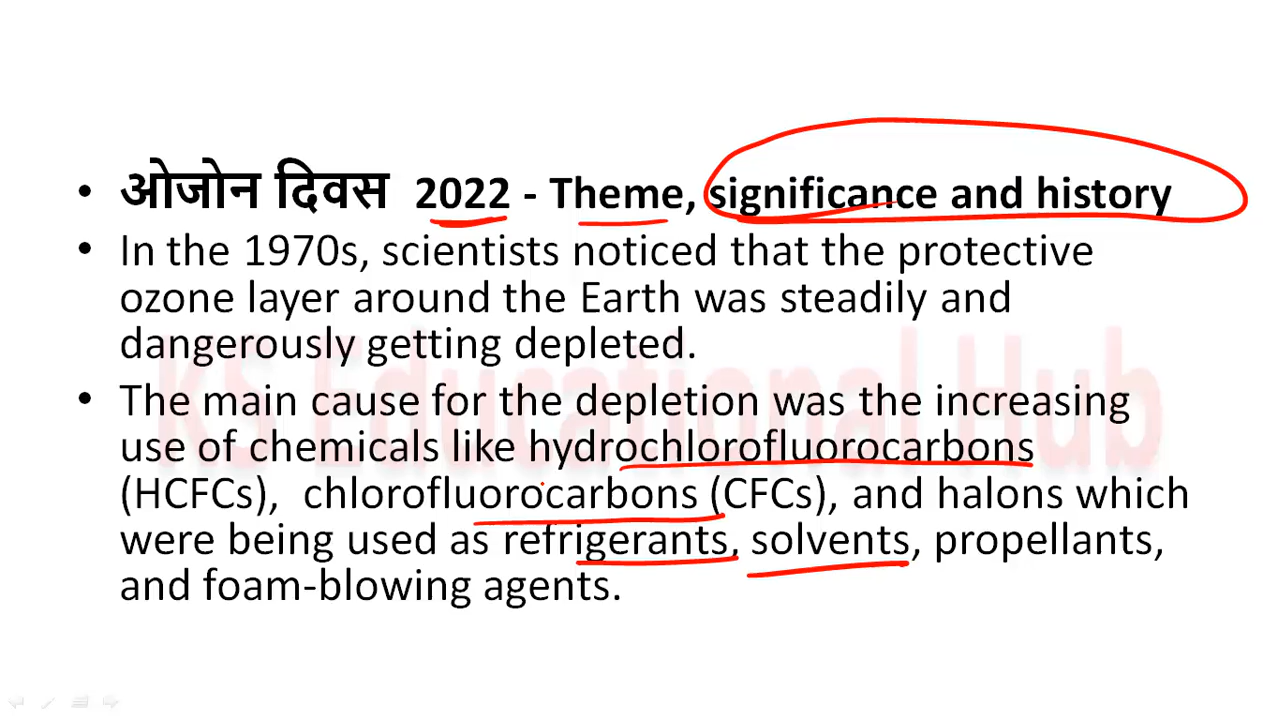 • ओजोन दिवस 2022 - Theme, significance and history
• In the 1970s, scientists noticed that the protective
ozone layer around the Earth was steadily and
dangerously getting depleted.
• The main cause for the depletion was the increasing
use of chemicals like hydrochlorofluorocarbons
(HCFCs), chlorofluorocarbons (CFCs), and halons which
were being used as refrigerants, solvents, propellants,
and foam-blowing agents.
KS Educational Hub